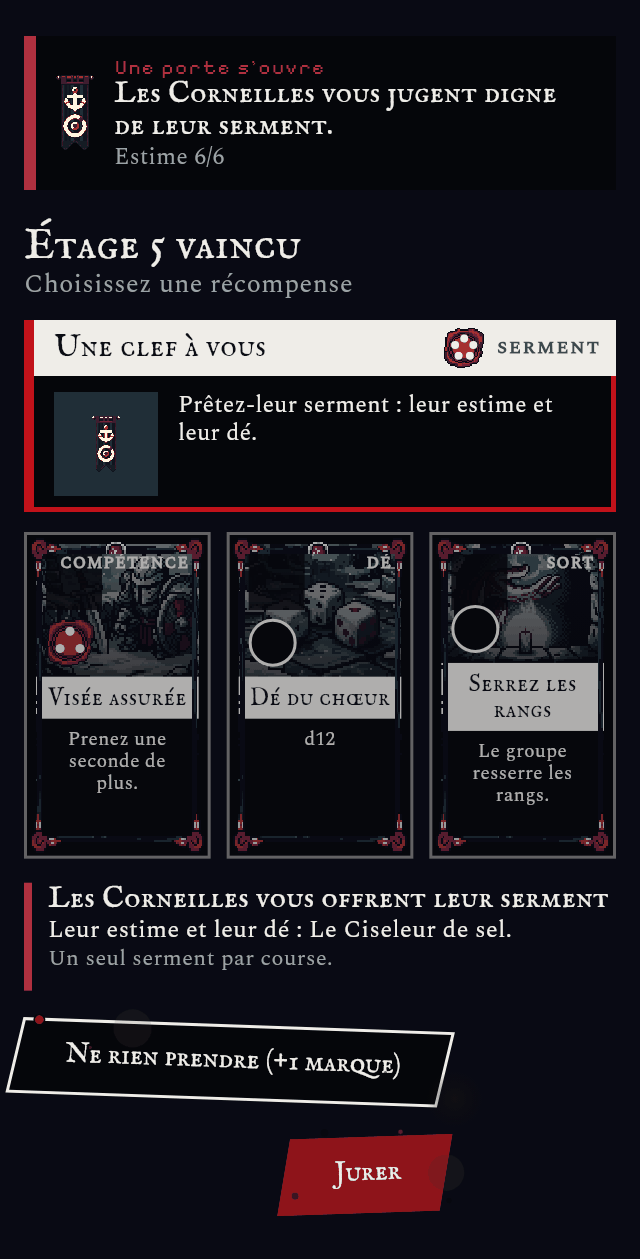 Une porte s'ouvre
Les Corneilles vous jugent digne
de leur serment.
Estime 6/6
Étage 5 vaincu
Choisissez une récompense
Une clef à vous
SERMENT
Prêtez-leur serment : leur estime et
leur dé.
COMPÉTENCE
DÉ
SORT
Visée assurée
Dé du chœur
Serrez les
rangs
Prenez une
seconde de
plus.
d12
Le groupe
resserre les
rangs.
Les Corneilles vous offrent leur serment
Leur estime et leur dé : Le Ciseleur de sel.
Un seul serment par course.
Ne rien prendre (+1 marque)
Jurer